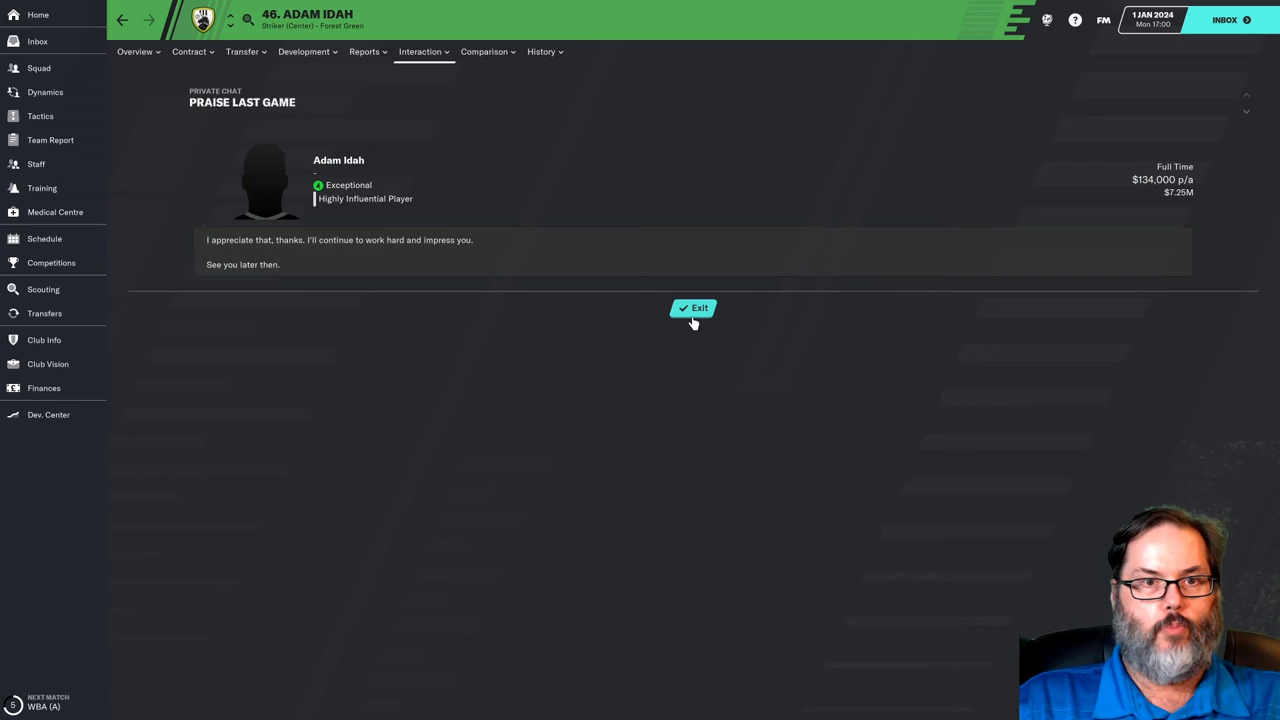 Home
Inbox
Squad
Dynamics
Tactics
Team Report
Staff
Training
Medical Centre
Schedule
Competitions
Scouting
Transfers
Club Info
Club Vision
Finances
Dev. Center
NEXT MATCH
5 WBA (A)
46. ADAM IDAH
Striker (Center) - Forest Green
? FM
1 JAN 2024
Mon 17:00
INBOX
Overview Contract Transfer Development Reports Interaction Comparison History
PRIVATE CHAT
PRAISE LAST GAME
Adam Idah
-
4 Exceptional
Highly Influential Player
Full Time
$134,000 p/a
$7.25M
I appreciate that, thanks. I'll continue to work hard and impress you.
See you later then.
Exit